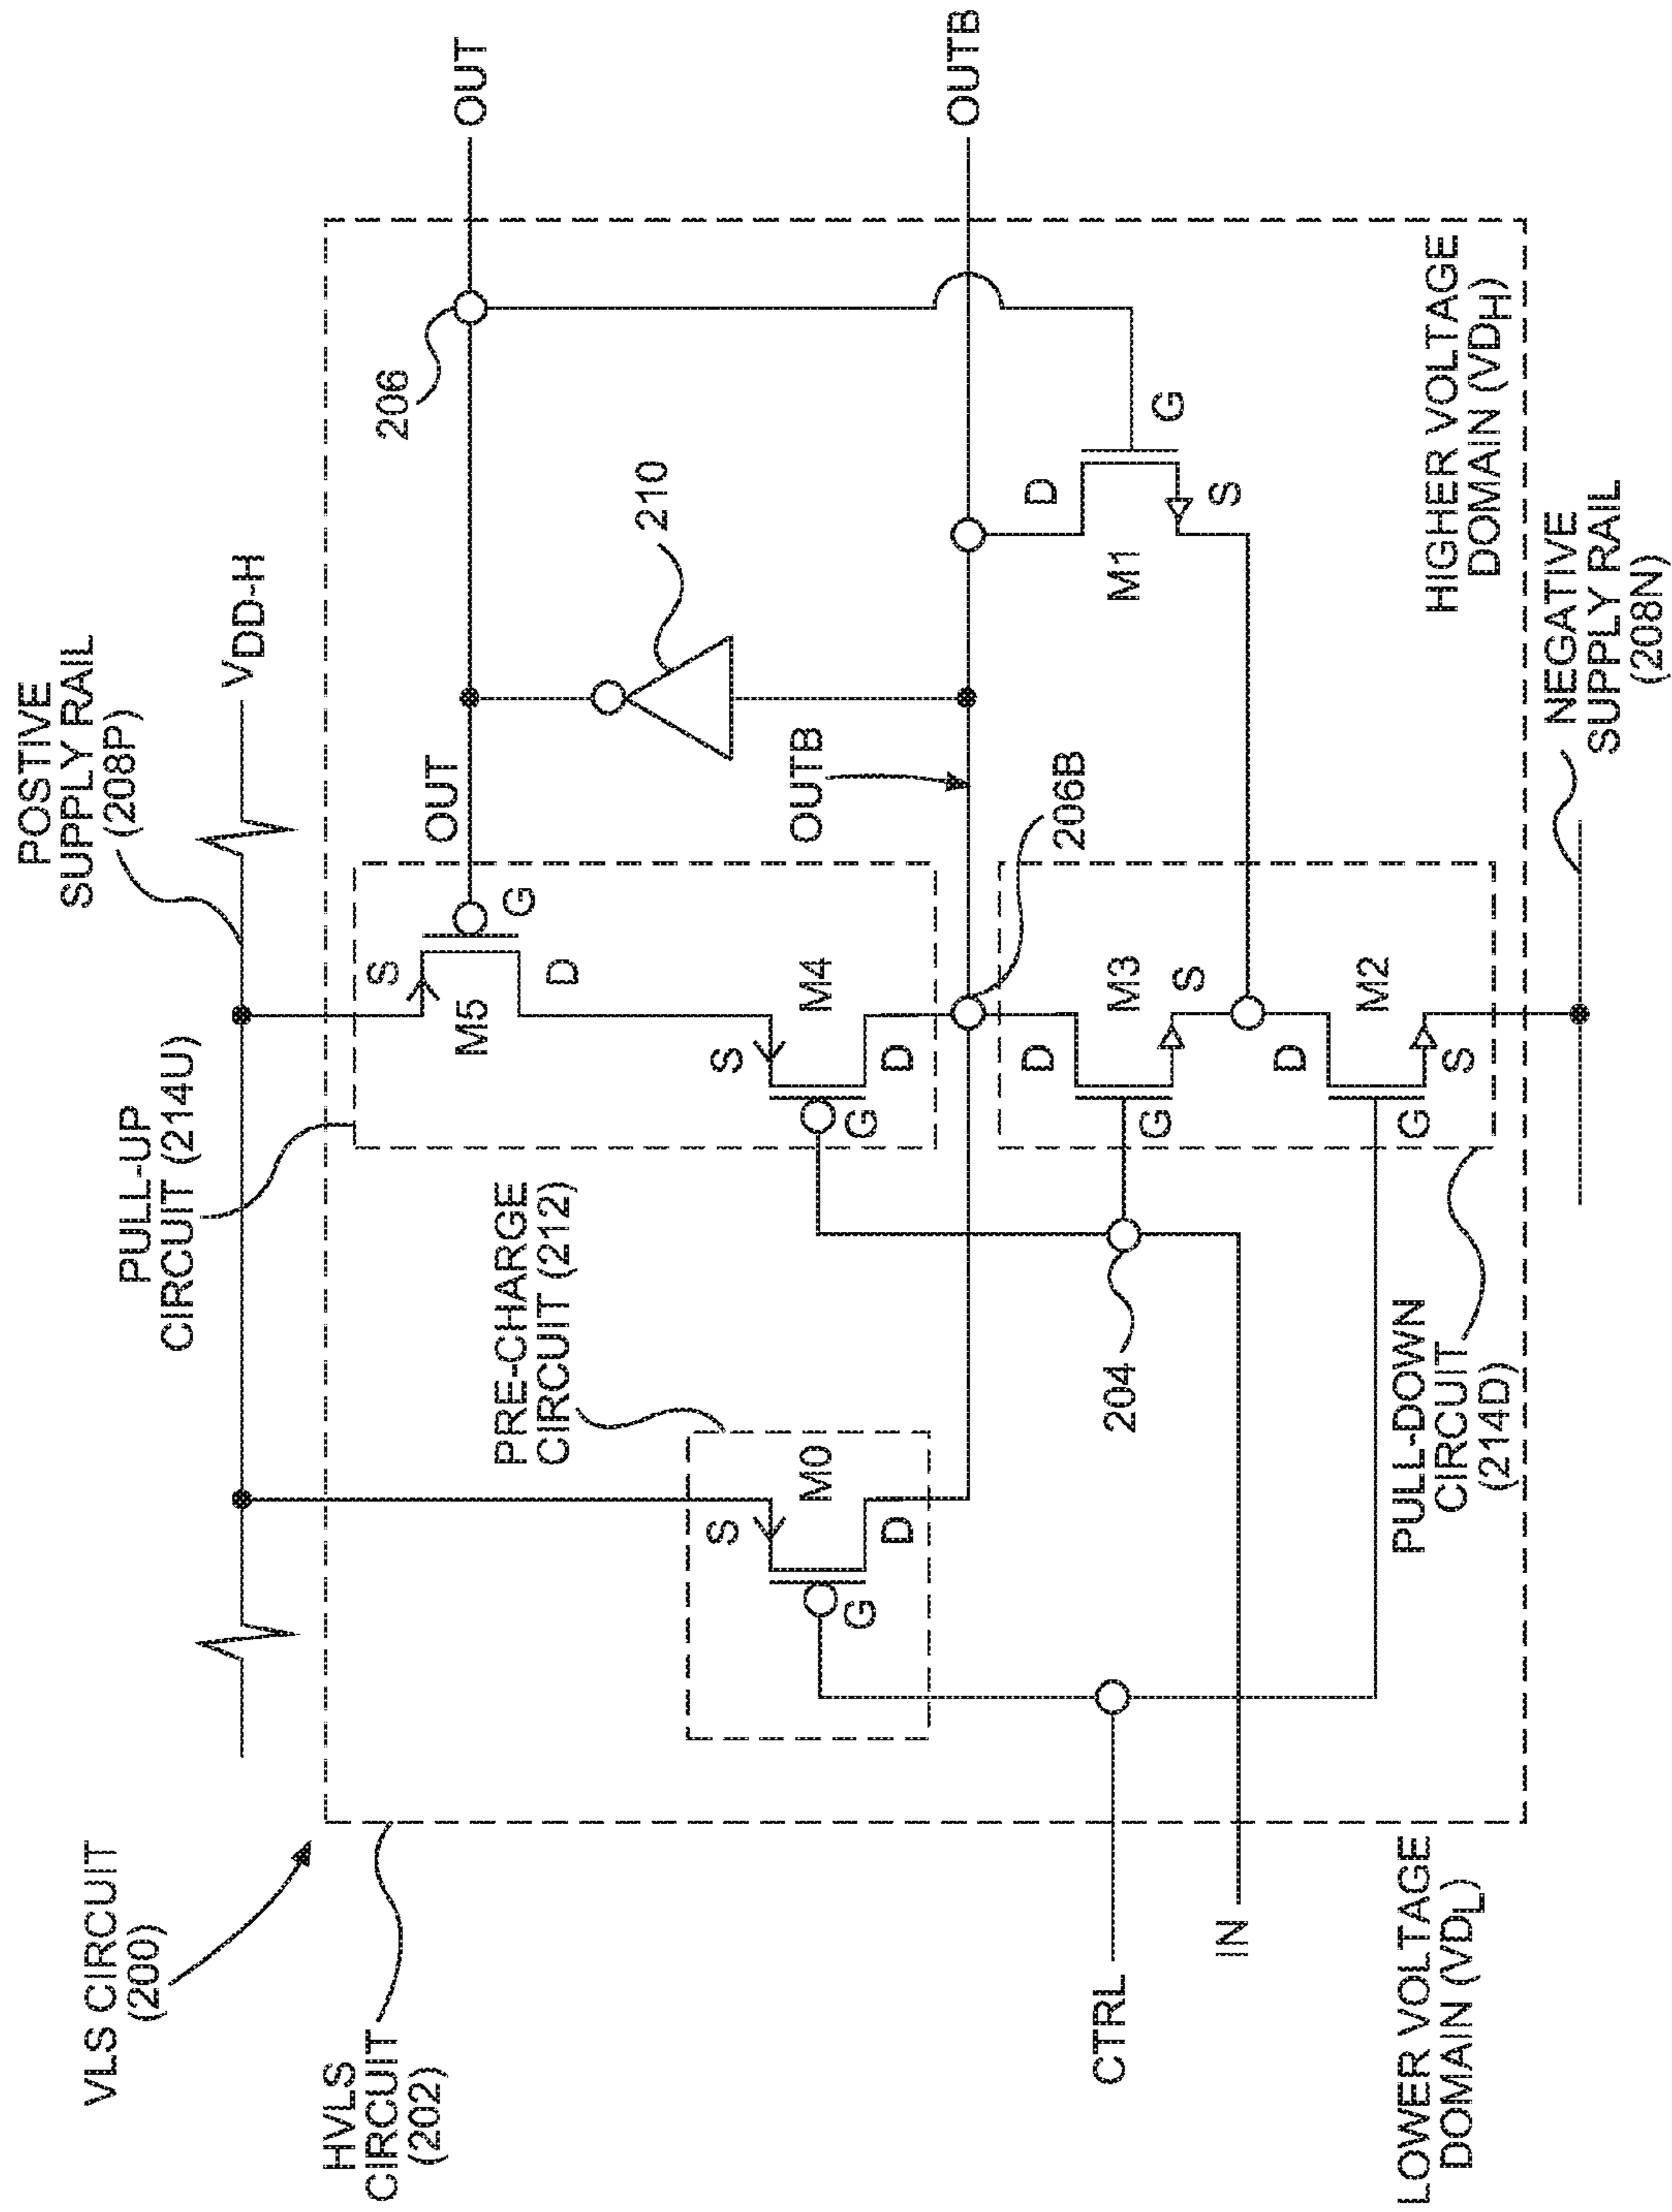 VLS CIRCUIT
(200)
HVLS
CIRCUIT
(202)
POSTIVE
SUPPLY RAIL
(208P)
VDD-H
PULL-UP
CIRCUIT (214U)
PRE-CHARGE
CIRCUIT (212)
S
M0
D
G
S
M5
G
D
OUT
S
M4
D
G
OUT
206
210
OUTB
OUTB
206B
D
M3
G
S
D
M2
G
S
D
G
M1
S
204
CTRL
IN
PULL-DOWN
CIRCUIT
(214D)
HIGHER VOLTAGE
DOMAIN (VDH)
LOWER VOLTAGE
DOMAIN (VDL)
NEGATIVE
SUPPLY RAIL
(208N)